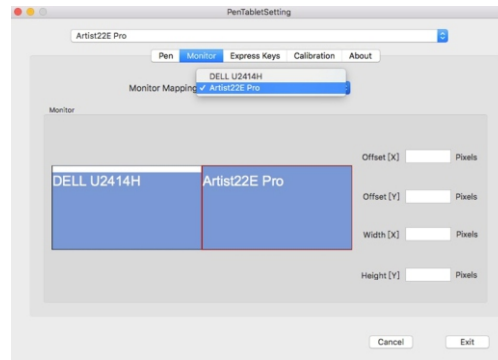 PenTabletSetting
Artist22E Pro
Pen Monitor Express Keys Calibration About
DELL U2414H
Monitor Mapping ✓ Artist22E Pro
Monitor
Offset [X] Pixels
DELL U2414H Artist22E Pro
Offset [Y] Pixels
Width [X] Pixels
Height [Y] Pixels
Cancel Exit